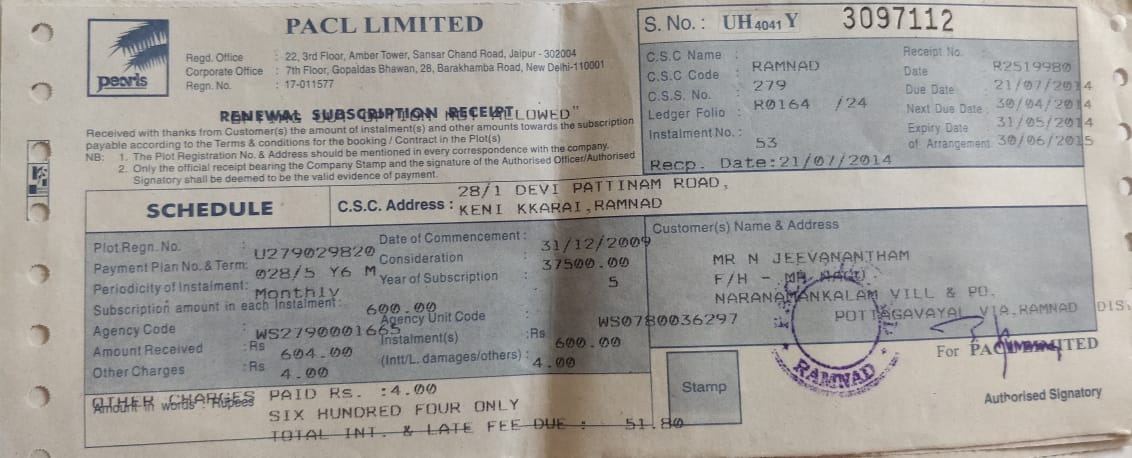 PACL LIMITED
pearls
Regd. Office : 22, 3rd Floor, Amber Tower, Sansar Chand Road, Jaipur - 302004
Corporate Office : 7th Floor, Gopaldas Bhawan, 28, Barakhamba Road, New Delhi-110001
Regn. No. : 17-011577
S. No.: UH4041Y 3097112
C.S.C Name : RAMNAD
C.S.C Code : 279
C.S.S. No. : R0164 /24
Ledger Folio :
Instalment No.: 53
Receipt No. R2519980
Date 21/07/2014
Due Date 30/04/2014
Next Due Date 31/05/2014
Expiry Date of Arrangement 30/06/2015
Recp. Date:21/07/2014
RENEWAL SUBSCRIPTION RECEIPT
NOT ALLOWED"
Received with thanks from Customer(s) the amount of instalment(s) and other amounts towards the subscription
payable according to the Terms & conditions for the booking / Contract in the Plot(s)
NB: 1. The Plot Registration No. & Address should be mentioned in every correspondence with the company.
2. Only the official receipt bearing the Company Stamp and the signature of the Authorised Officer/Authorised
Signatory shall be deemed to be the valid evidence of payment.
SCHEDULE
C.S.C. Address : 28/1 DEVI PATTINAM ROAD,
KENI KKARAI,RAMNAD
Plot Regn. No. : U279029820
Date of Commencement : 31/12/2009
Payment Plan No. & Term: 028/5 Y6 M
Consideration : 37500.00
Periodicity of Instalment: Monthly
Year of Subscription : 5
Subscription amount in each Instalment: 600.00
Agency Code : WS2790001665
Agency Unit Code : WS0780036297
Amount Received :Rs 604.00
Instalment(s) :Rs 600.00
Other Charges :Rs 4.00
(Intt/L. damages/others) : 4.00
Customer(s) Name & Address
MR N JEEVANANTHAM
F/H - MR
NARANAMANKALAM VILL & PO.
POTTAGAVAYAL VIA.RAMNAD DIS
RAMNAD
For PACL LIMITED
Stamp
Authorised Signatory
OTHER CHARGES PAID Rs. :4.00
Amount in words : Rupees SIX HUNDRED FOUR ONLY
TOTAL INT. & LATE FEE DUE : 51.80